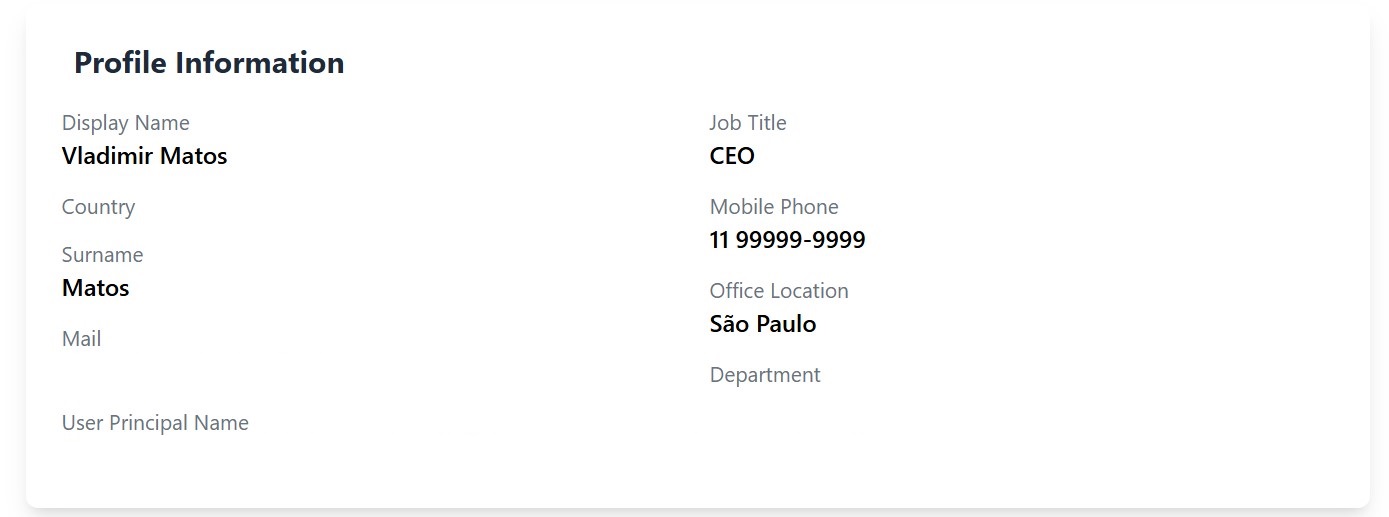 Profile Information
Display Name
Vladimir Matos
Country
Surname
Matos
Mail
User Principal Name
Job Title
CEO
Mobile Phone
11 99999-9999
Office Location
São Paulo
Department